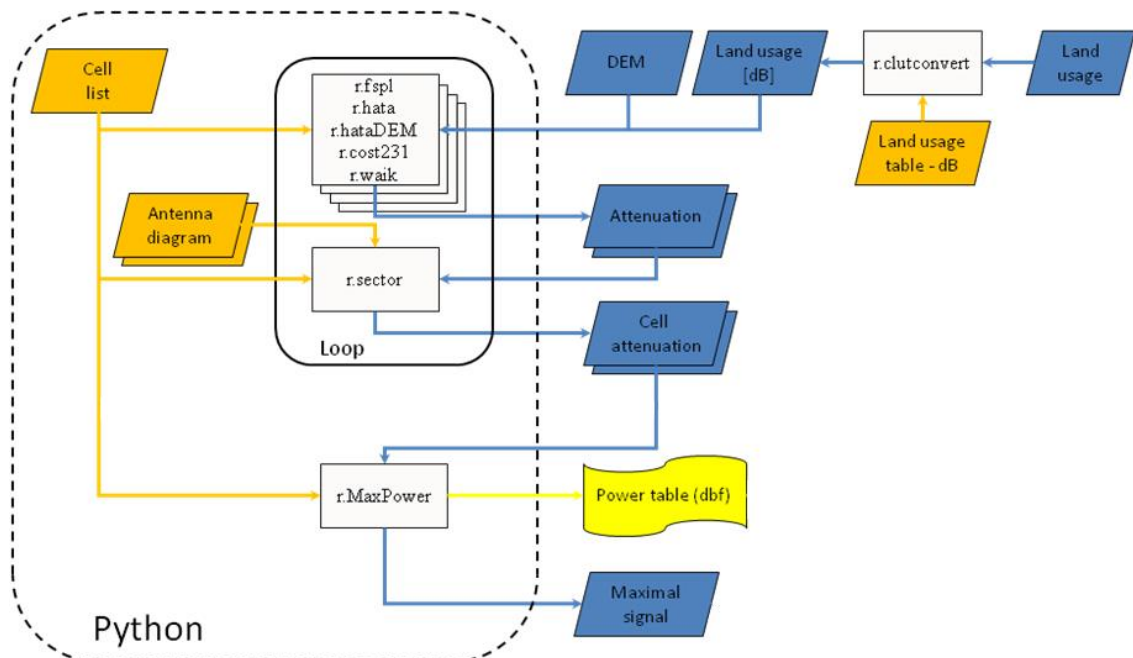 Cell
list
r.fspl
r.hata
r.hataDEM
r.cost231
r.waik
DEM
Land usage
[dB]
r.clutconvert
Land
usage
Land usage
table - dB
Antenna
diagram
Attenuation
r.sector
Cell
attenuation
Loop
r.MaxPower
Power table (dbf)
Maximal
signal
Python